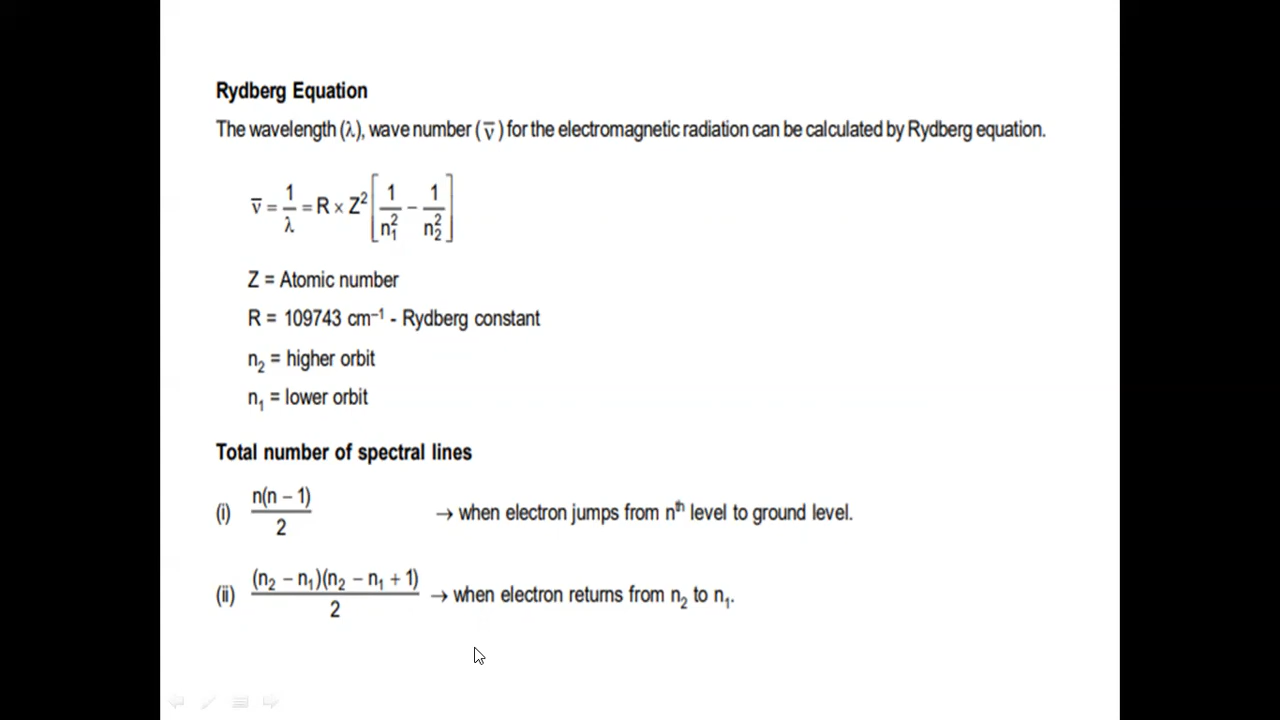 Rydberg Equation
The wavelength (λ), wave number (ν̅) for the electromagnetic radiation can be calculated by Rydberg equation.
ν̅ = 1/λ = R × Z² [1/n₁² − 1/n₂²]
Z = Atomic number
R = 109743 cm⁻¹ - Rydberg constant
n₂ = higher orbit
n₁ = lower orbit
Total number of spectral lines
(i) n(n − 1)/2 → when electron jumps from nᵗʰ level to ground level.
(ii) (n₂ − n₁)(n₂ − n₁ + 1)/2 → when electron returns from n₂ to n₁.